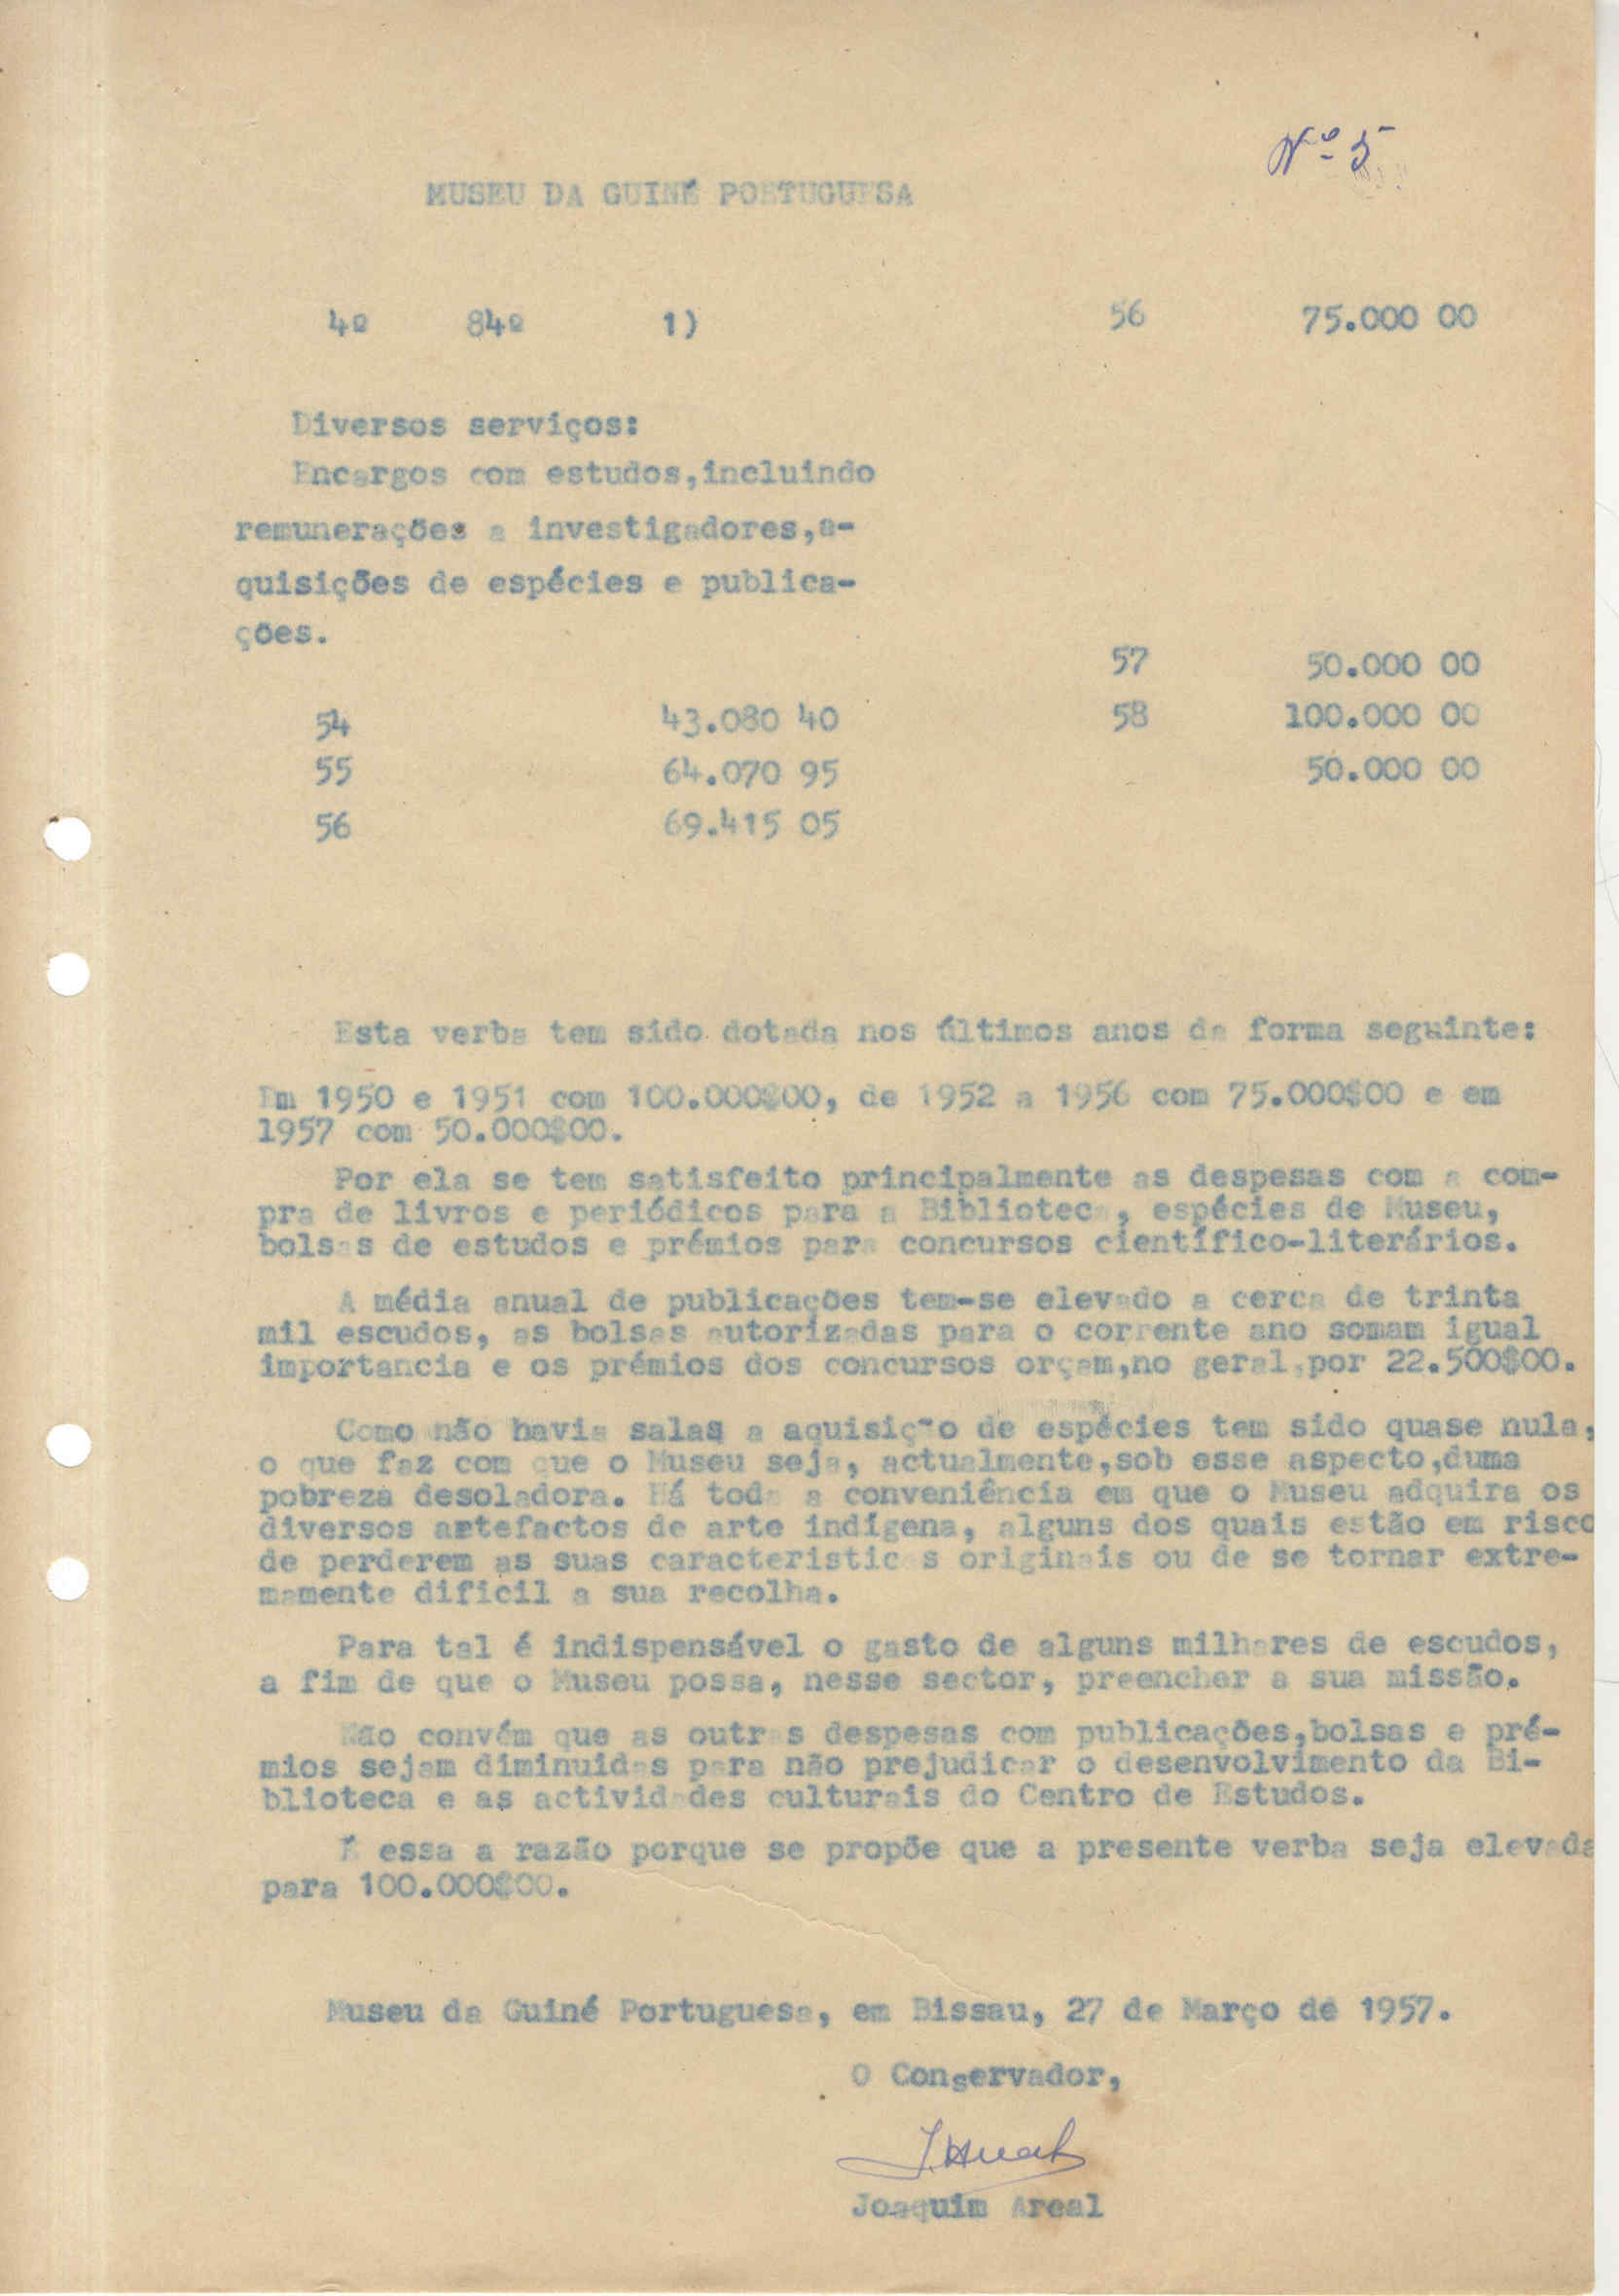 Nº 5
MUSEU DA GUINÉ PORTUGUESA
4º 84º 1) 56 75.000 00
Diversos serviços:
Encargos com estudos,incluindo
remunerações a investigadores,a-
quisições de espécies e publica-
ções.
57 50.000 00
54 43.080 40 58 100.000 00
55 64.070 95 50.000 00
56 69.415 05
Esta verba tem sido dotada nos últimos anos da forma seguinte:
Em 1950 e 1951 com 100.000$00, de 1952 a 1956 com 75.000$00 e em
1957 com 50.000$00.
Por ela se tem satisfeito principalmente as despesas com a com-
pra de livros e periódicos para a Biblioteca, espécies de Museu,
bolsas de estudos e prémios para concursos científico-literários.
A média anual de publicações tem-se elevado a cerca de trinta
mil escudos, as bolsas autorizadas para o corrente ano somam igual
importancia e os prémios dos concursos orçam,no geral,por 22.500$00.
Como não havia salas a aquisição de espécies tem sido quase nula,
o que faz com que o Museu seja, actualmente,sob esse aspecto,duma
pobreza desoladora. Há toda a conveniência em que o Museu adquira os
diversos artefactos de arte indígena, alguns dos quais estão em risco
de perderem as suas caracteristicas originais ou de se tornar extre-
mamente dificil a sua recolha.
Para tal é indispensável o gasto de alguns milhares de escudos,
a fim de que o Museu possa, nesse sector, preencher a sua missão.
Não convém que as outras despesas com publicações,bolsas e pré-
mios sejam diminuidas para não prejudicar o desenvolvimento da Bi-
blioteca e as actividades culturais do Centro de Estudos.
É essa a razão porque se propõe que a presente verba seja elevada
para 100.000$00.
Museu da Guiné Portuguesa, em Bissau, 27 de Março de 1957.
O Conservador,
J. Areal
Joaquim Areal